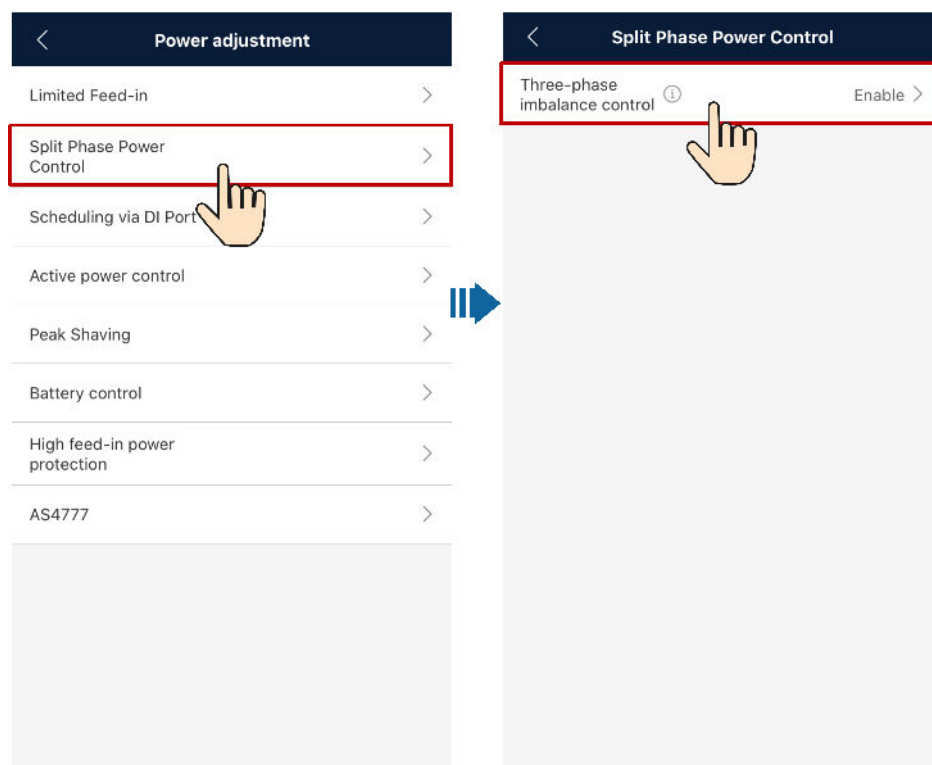 Power adjustment
Limited Feed-in
Split Phase Power
Control
Scheduling via DI Port
Active power control
Peak Shaving
Battery control
High feed-in power
protection
AS4777
Split Phase Power Control
Three-phase
imbalance control
Enable